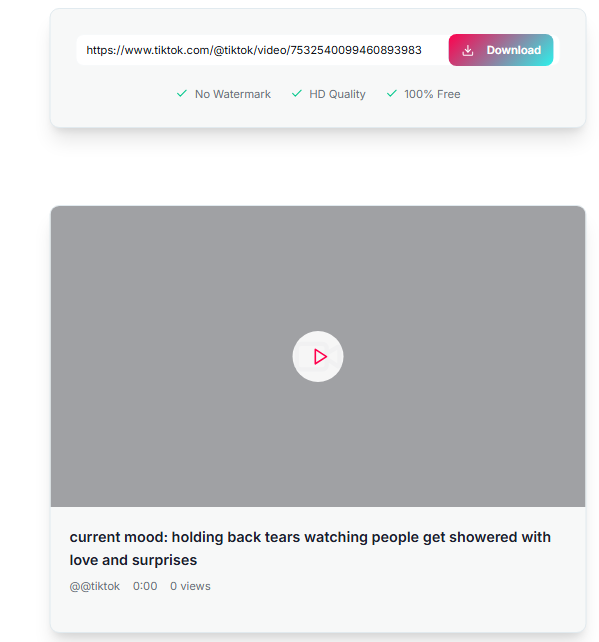 https://www.tiktok.com/@tiktok/video/7532540099460893983 Download
No Watermark HD Quality 100% Free
current mood: holding back tears watching people get showered with
love and surprises
@@tiktok 0:00 0 views